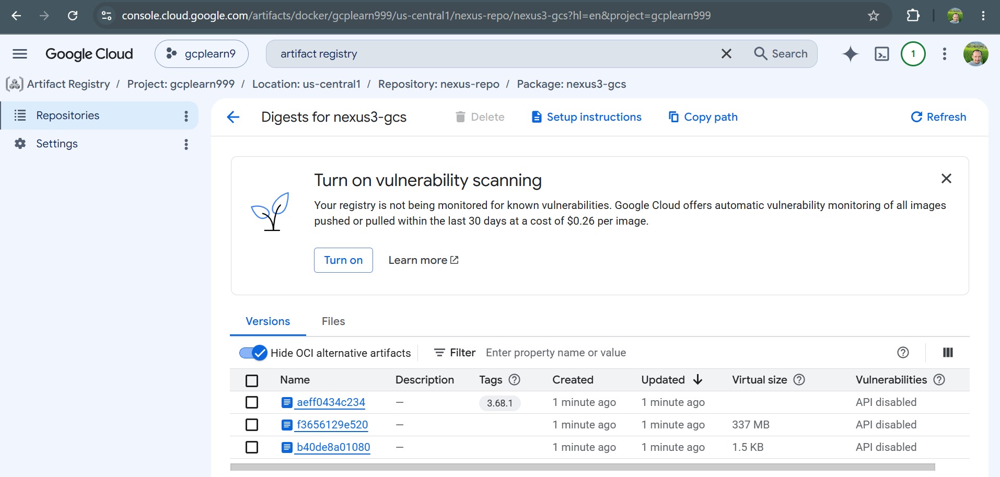 console.cloud.google.com/artifacts/docker/gcplearn999/us-central1/nexus-repo/nexus3-gcs?hl=en&project=gcplearn999
Google Cloud gcplearn9 artifact registry Search 1
Artifact Registry / Project: gcplearn999 / Location: us-central1 / Repository: nexus-repo / Package: nexus3-gcs
Repositories
Settings
Digests for nexus3-gcs Delete Setup instructions Copy path Refresh
Turn on vulnerability scanning
Your registry is not being monitored for known vulnerabilities. Google Cloud offers automatic vulnerability monitoring of all images
pushed or pulled within the last 30 days at a cost of $0.26 per image.
Turn on Learn more
Versions Files
Hide OCI alternative artifacts Filter Enter property name or value
Name Description Tags Created Updated Virtual size Vulnerabilities
aeff0434c234 — 3.68.1 1 minute ago 1 minute ago API disabled
f3656129e520 — 1 minute ago 1 minute ago 337 MB API disabled
b40de8a01080 — 1 minute ago 1 minute ago 1.5 KB API disabled